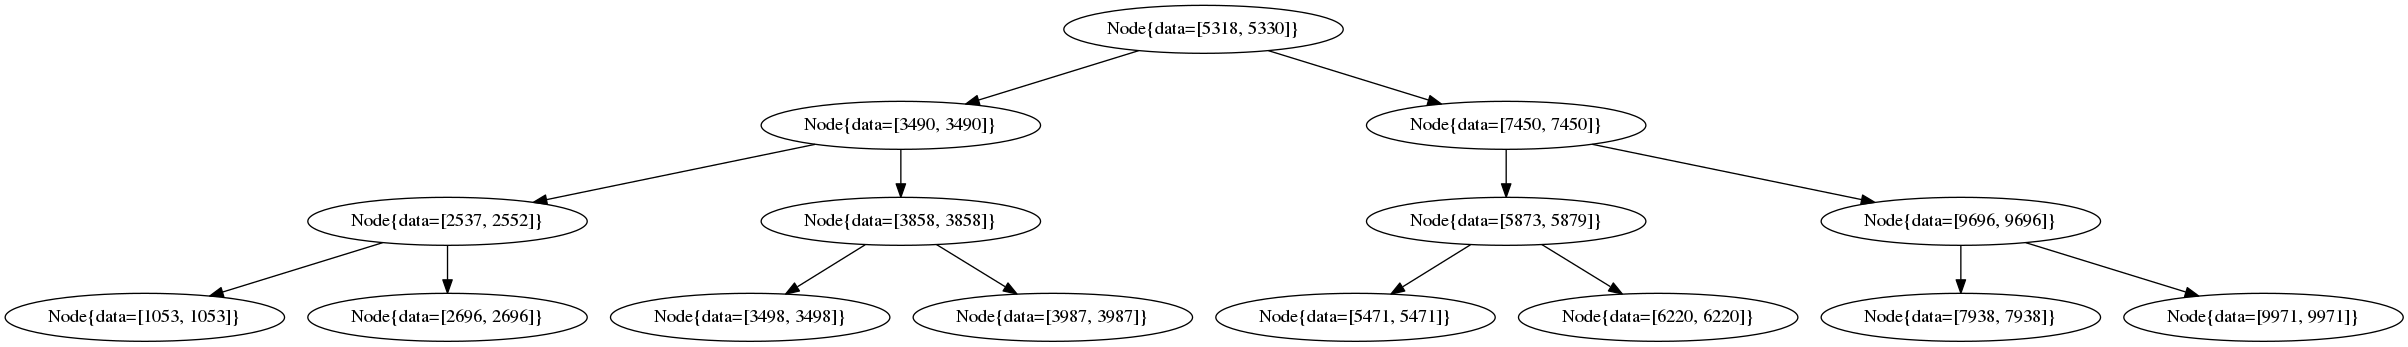 Node{data=[5318, 5330]}
Node{data=[3490, 3490]}
Node{data=[7450, 7450]}
Node{data=[2537, 2552]}
Node{data=[3858, 3858]}
Node{data=[5873, 5879]}
Node{data=[9696, 9696]}
Node{data=[1053, 1053]}
Node{data=[2696, 2696]}
Node{data=[3498, 3498]}
Node{data=[3987, 3987]}
Node{data=[5471, 5471]}
Node{data=[6220, 6220]}
Node{data=[7938, 7938]}
Node{data=[9971, 9971]}